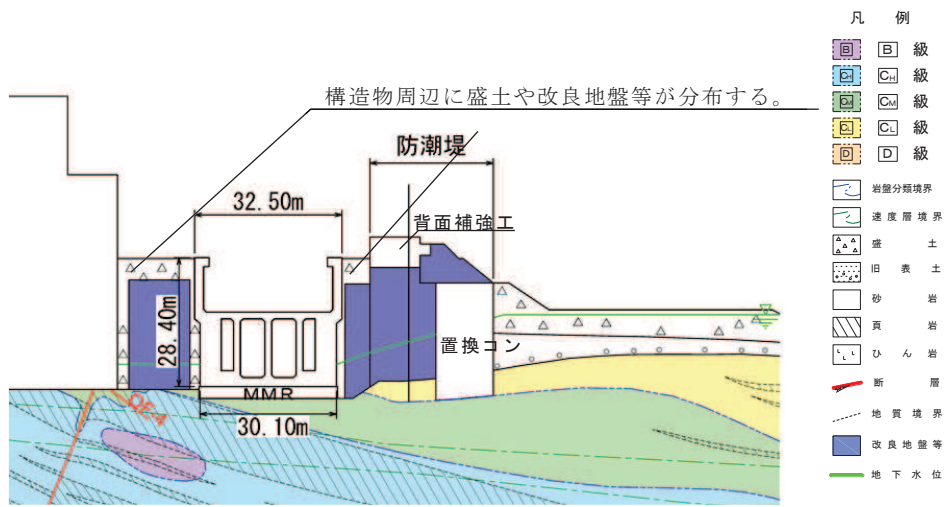 構造物周辺に盛土や改良地盤等が分布する。
防潮堤
32.50m
背面補強工
28.40m
置換コン
MMR
30.10m
凡 例
B B 級
CH CH 級
CM CM 級
CL CL 級
D D 級
岩盤分類境界
速度層境界
盛土
旧表土
砂岩
頁岩
ひん岩
断層
地質境界
改良地盤等
地下水位